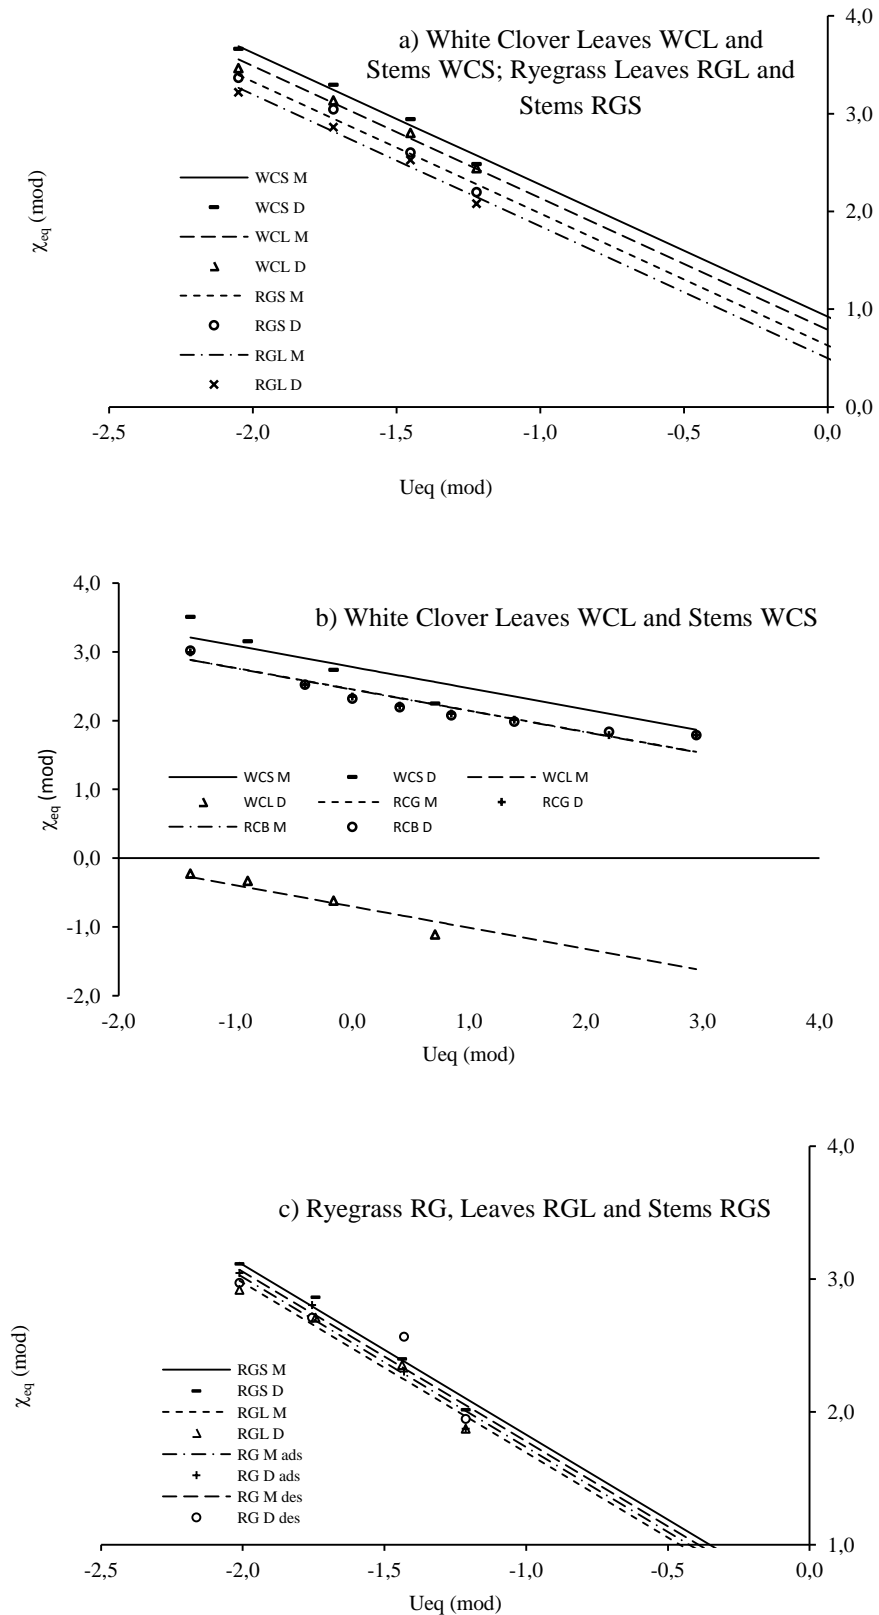 4,0
a) White Clover Leaves WCL and
Stems WCS; Ryegrass Leaves RGL and
Stems RGS
3,0
2,0
1,0
0,0
χeq (mod)
WCS M
WCS D
WCL M
WCL D
RGS M
RGS D
RGL M
RGL D
-2,5 -2,0 -1,5 -1,0 -0,5 0,0
Ueq (mod)
4,0
b) White Clover Leaves WCL and Stems WCS
3,0
2,0
1,0
0,0
-1,0
-2,0
χeq (mod)
WCS M WCS D WCL M
WCL D RCG M RCG D
RCB M RCB D
-2,0 -1,0 0,0 1,0 2,0 3,0 4,0
Ueq (mod)
4,0
c) Ryegrass RG, Leaves RGL and Stems RGS
3,0
2,0
1,0
χeq (mod)
RGS M
RGS D
RGL M
RGL D
RG M ads
RG D ads
RG M des
RG D des
-2,5 -2,0 -1,5 -1,0 -0,5 0,0
Ueq (mod)